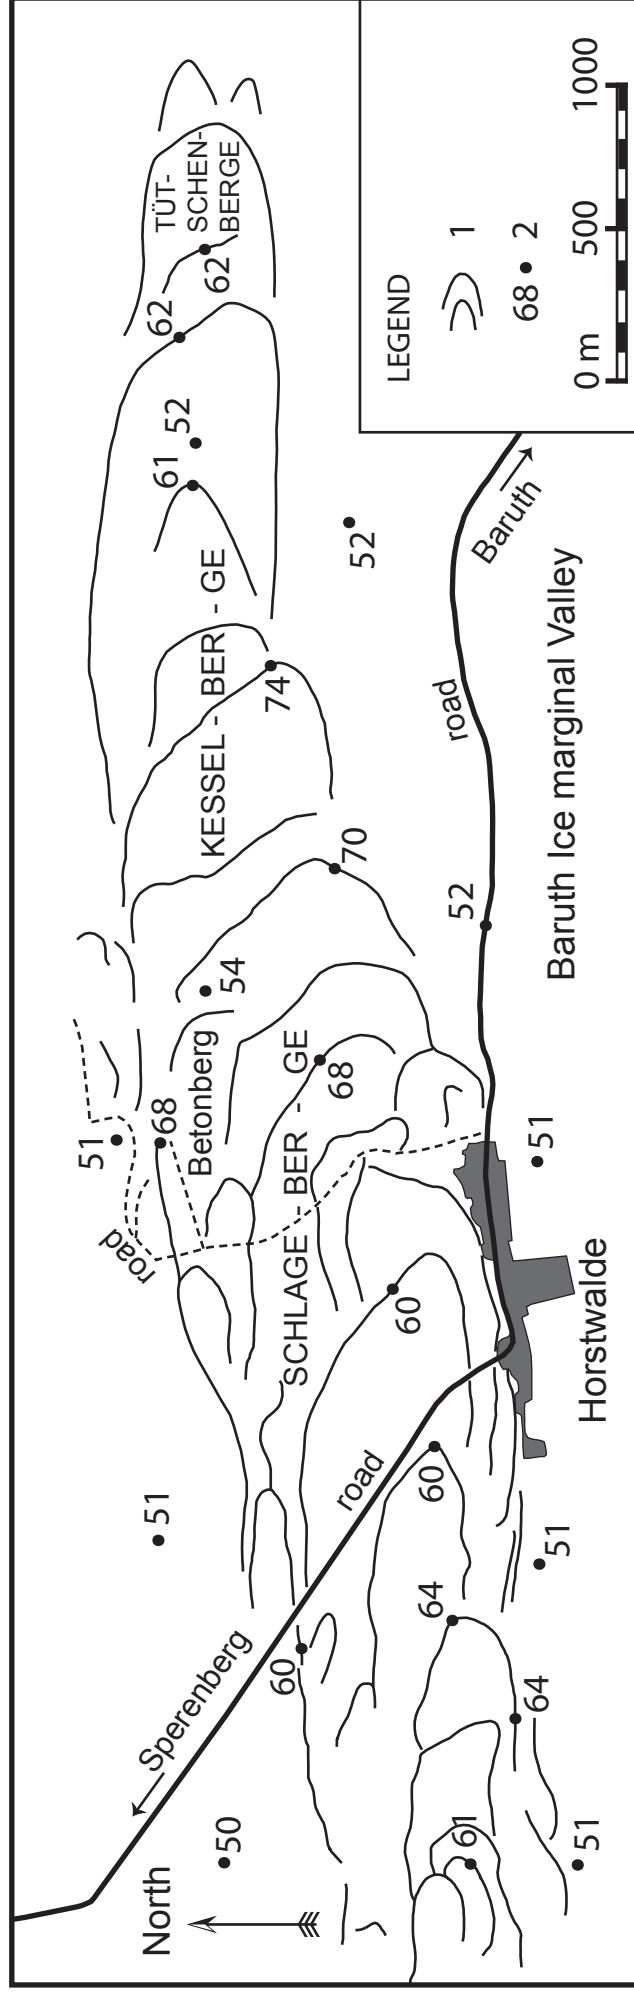 North
50
Sperenberg
51
60
road
51
road
68
Betonberg
54
SCHLAGE - BER - GE
68
KESSEL - BER - GE
70
74
61
52
62
62
TÜT-
SCHEN-
BERGE
52
61
51
64
64
60
60
51
Horstwalde
51
52
road
Baruth
Baruth Ice marginal Valley
LEGEND
1
68 2
0 m 500 1000